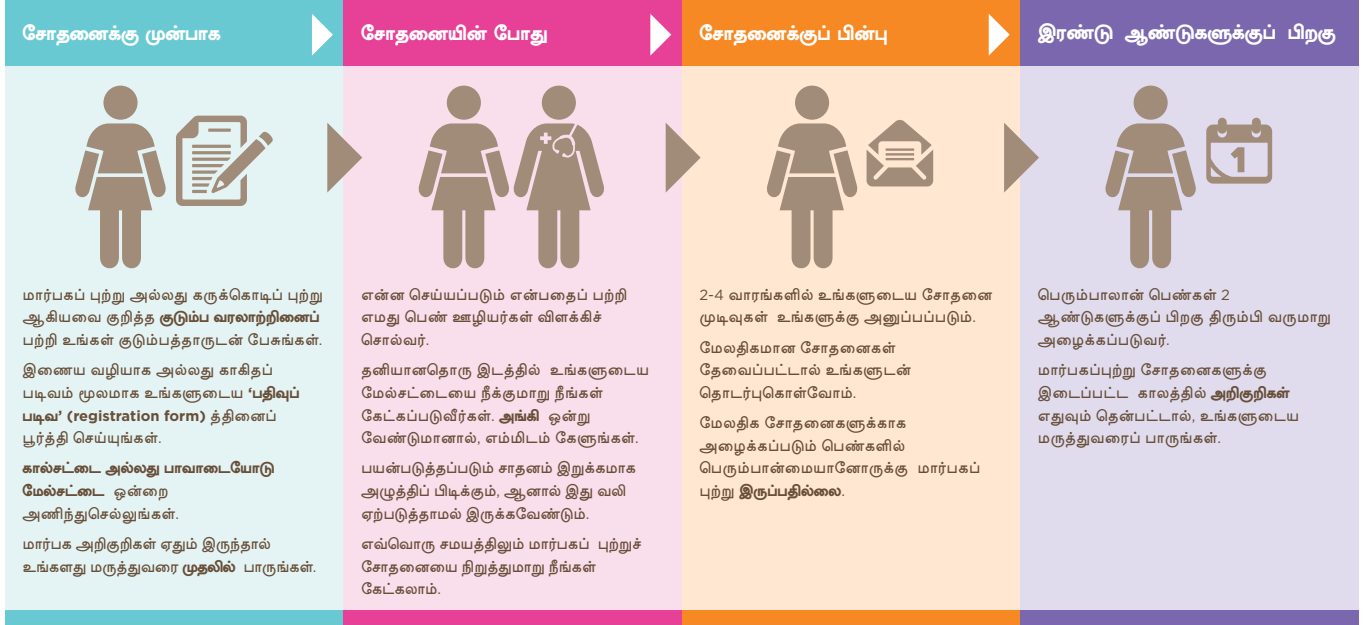 சோதனைக்கு முன்பாக
மார்பகப் புற்று அல்லது கருக்கொடிப் புற்று
ஆகியவை குறித்த குடும்ப வரலாற்றினைப்
பற்றி உங்கள் குடும்பத்தாருடன் பேசுங்கள்.
இணைய வழியாக அல்லது காகிதப்
படிவம் மூலமாக உங்களுடைய ‘பதிவுப்
படிவ’ (registration form) த்தினைப்
பூர்த்தி செய்யுங்கள்.
கால்சட்டை அல்லது பாவாடையோடு
மேல்சட்டை ஒன்றை
அணிந்துசெல்லுங்கள்.
மார்பக அறிகுறிகள் ஏதும் இருந்தால்
உங்களது மருத்துவரை முதலில் பாருங்கள்.
சோதனையின் போது
என்ன செய்யப்படும் என்பதைப் பற்றி
எமது பெண் ஊழியர்கள் விளக்கிச்
சொல்வர்.
தனியானதொரு இடத்தில் உங்களுடைய
மேல்சட்டையை நீக்குமாறு நீங்கள்
கேட்கப்படுவீர்கள். அங்கி ஒன்று
வேண்டுமானால், எம்மிடம் கேளுங்கள்.
பயன்படுத்தப்படும் சாதனம் இறுக்கமாக
அழுத்திப் பிடிக்கும், ஆனால் இது வலி
ஏற்படுத்தாமல் இருக்கவேண்டும்.
எவ்வொரு சமயத்திலும் மார்பகப் புற்றுச்
சோதனையை நிறுத்துமாறு நீங்கள்
கேட்கலாம்.
சோதனைக்குப் பின்பு
2-4 வாரங்களில் உங்களுடைய சோதனை
முடிவுகள் உங்களுக்கு அனுப்பப்படும்.
மேலதிகமான சோதனைகள்
தேவைப்பட்டால் உங்களுடன்
தொடர்புகொள்வோம்.
மேலதிக சோதனைகளுக்காக
அழைக்கப்படும் பெண்களில்
பெரும்பான்மையானோருக்கு மார்பகப்
புற்று இருப்பதில்லை.
இரண்டு ஆண்டுகளுக்குப் பிறகு
1
பெரும்பாலான் பெண்கள் 2
ஆண்டுகளுக்குப் பிறகு திரும்பி வருமாறு
அழைக்கப்படுவர்.
மார்பகப்புற்று சோதனைகளுக்கு
இடைப்பட்ட காலத்தில் அறிகுறிகள்
எதுவும் தென்பட்டால், உங்களுடைய
மருத்துவரைப் பாருங்கள்.